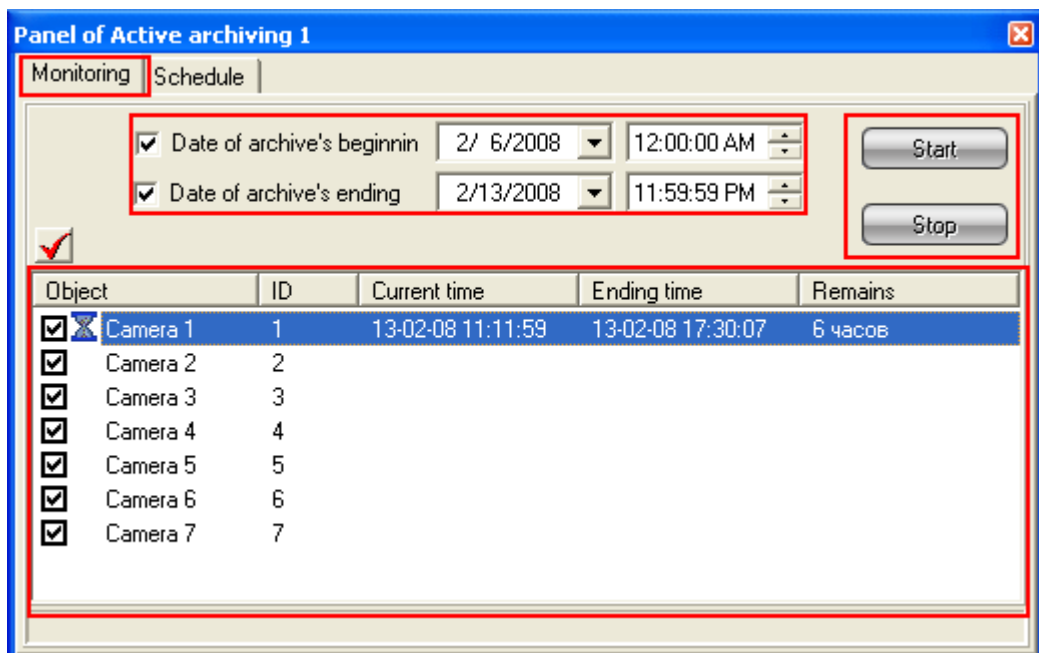 Panel of Active archiving 1
Monitoring Schedule
Date of archive's beginnin 2/ 6/2008 12:00:00 AM Start
Date of archive's ending 2/13/2008 11:59:59 PM Stop
Object ID Current time Ending time Remains
Camera 1 1 13-02-08 11:11:59 13-02-08 17:30:07 6 часов
Camera 2 2
Camera 3 3
Camera 4 4
Camera 5 5
Camera 6 6
Camera 7 7